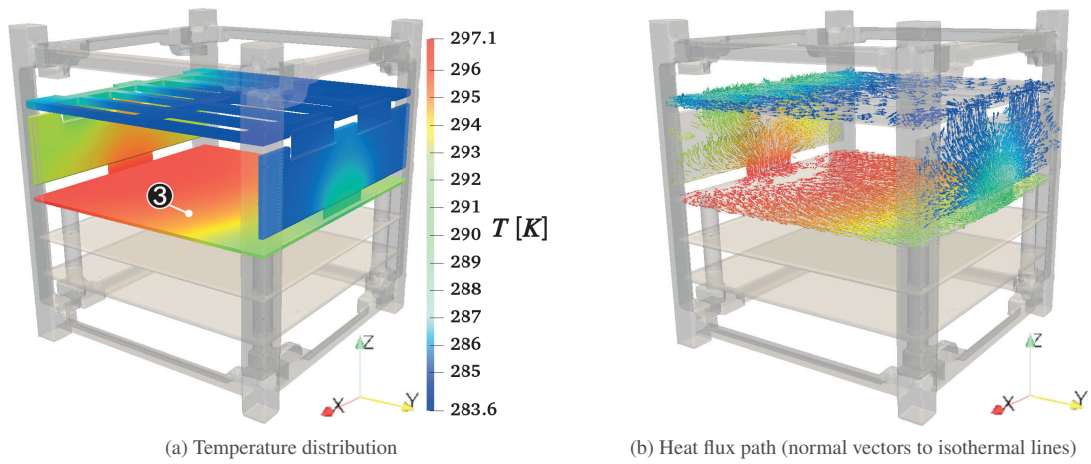 297.1
296
295
294
293
292
291
290
289
288
287
286
285
283.6
T [K]
3
Z
X
Y
Z
X
Y
(a) Temperature distribution
(b) Heat flux path (normal vectors to isothermal lines)